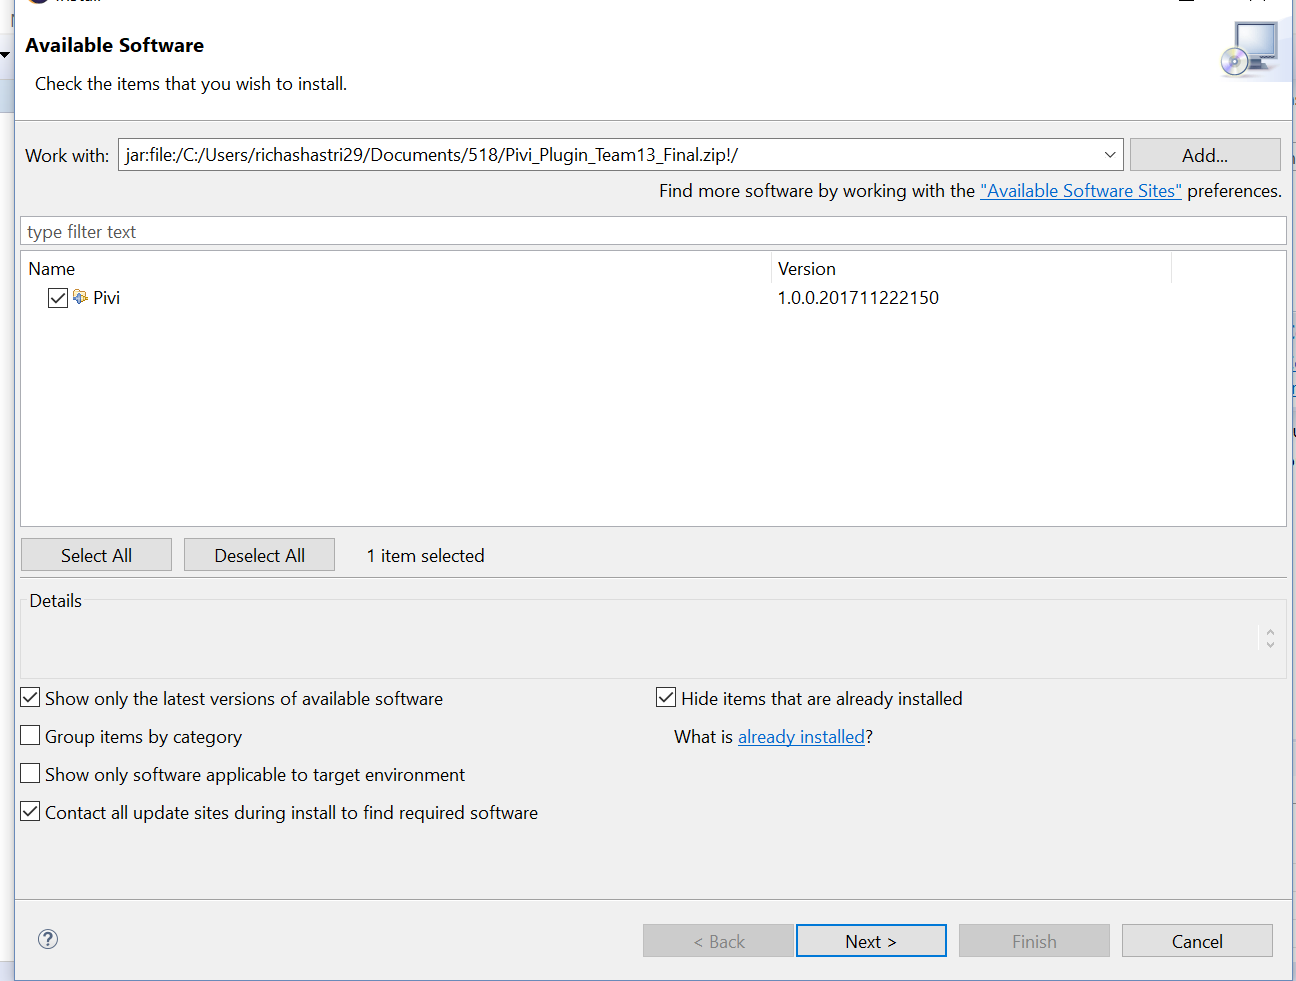 Install
Available Software
Check the items that you wish to install.
Work with: jar:file:/C:/Users/richashastri29/Documents/518/Pivi_Plugin_Team13_Final.zip!/ Add...
Find more software by working with the "Available Software Sites" preferences.
type filter text
Name Version
Pivi 1.0.0.201711222150
Select All Deselect All 1 item selected
Details
Show only the latest versions of available software Hide items that are already installed
Group items by category What is already installed?
Show only software applicable to target environment
Contact all update sites during install to find required software
< Back Next > Finish Cancel